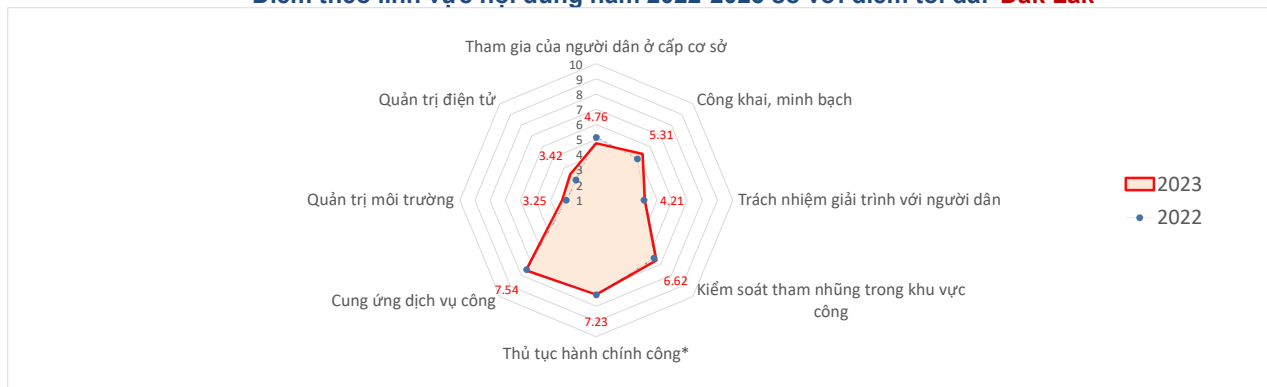 Tham gia của người dân ở cấp cơ sở
10
9
8
7
6
5
4
3
2
1
4.76
Công khai, minh bạch
5.31
Trách nhiệm giải trình với người dân
4.21
Kiểm soát tham nhũng trong khu vực
công
6.62
Thủ tục hành chính công*
7.23
Cung ứng dịch vụ công
7.54
Quản trị môi trường
3.25
Quản trị điện tử
3.42
2023
2022